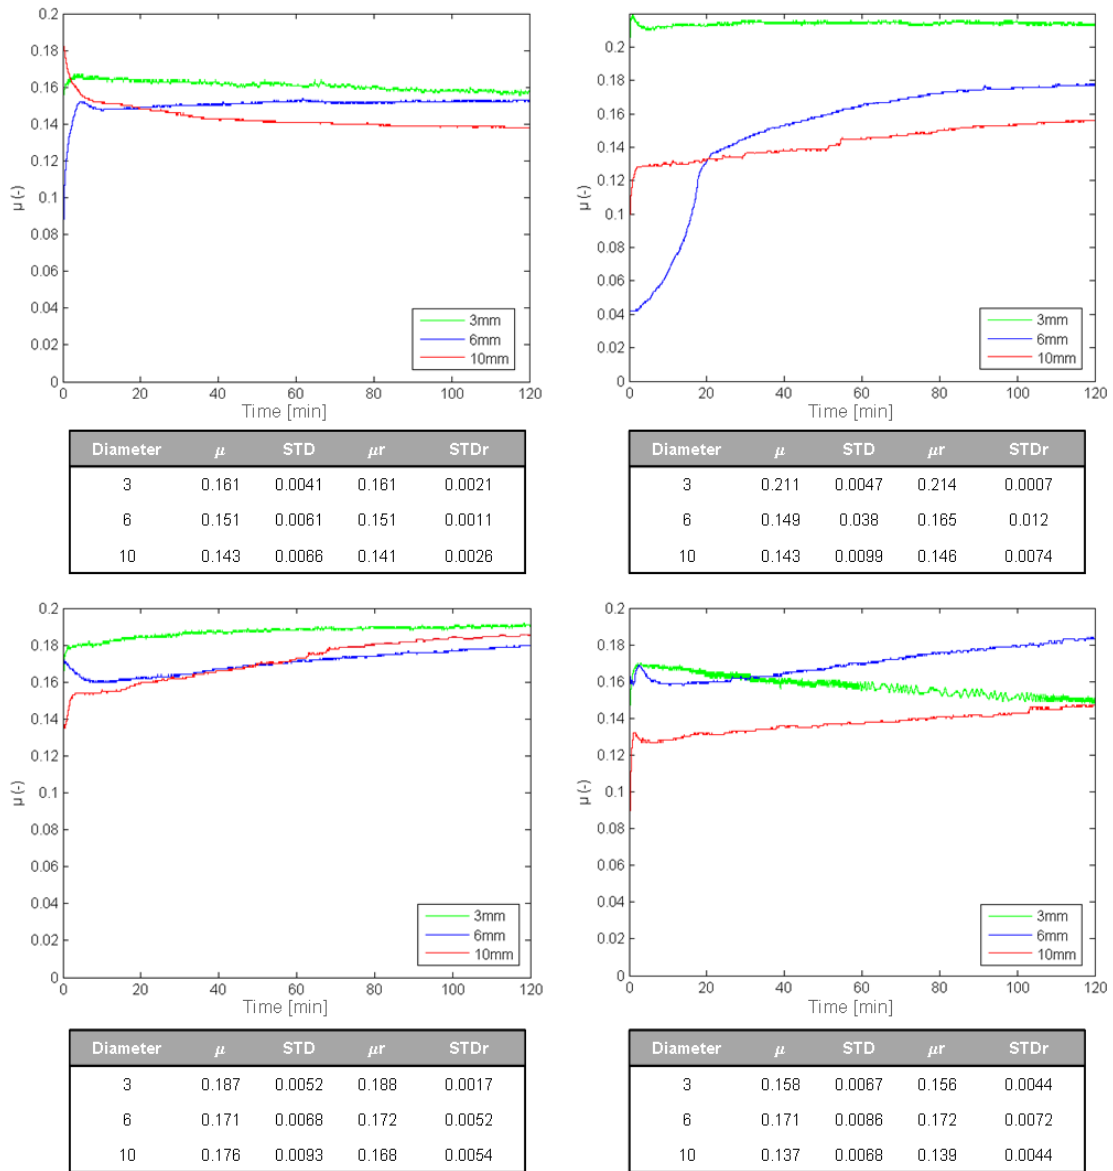 0.2
0.18
0.16
0.14
0.12
0.1
0.08
0.06
0.04
0.02
0
μ (-)
3mm
6mm
10mm
0 20 40 60 80 100 120
Time [min]
Diameter μ STD μr STDr
3 0.161 0.0041 0.161 0.0021
6 0.151 0.0061 0.151 0.0011
10 0.143 0.0066 0.141 0.0026
0.2
0.18
0.16
0.14
0.12
0.1
0.08
0.06
0.04
0.02
0
μ (-)
3mm
6mm
10mm
0 20 40 60 80 100 120
Time [min]
Diameter μ STD μr STDr
3 0.211 0.0047 0.214 0.0007
6 0.149 0.038 0.165 0.012
10 0.143 0.0099 0.146 0.0074
0.2
0.18
0.16
0.14
0.12
0.1
0.08
0.06
0.04
0.02
0
μ (-)
3mm
6mm
10mm
0 20 40 60 80 100 120
Time [min]
Diameter μ STD μr STDr
3 0.187 0.0052 0.188 0.0017
6 0.171 0.0068 0.172 0.0052
10 0.176 0.0093 0.168 0.0054
0.2
0.18
0.16
0.14
0.12
0.1
0.08
0.06
0.04
0.02
0
μ (-)
3mm
6mm
10mm
0 20 40 60 80 100 120
Time [min]
Diameter μ STD μr STDr
3 0.158 0.0067 0.156 0.0044
6 0.171 0.0086 0.172 0.0072
10 0.137 0.0068 0.139 0.0044